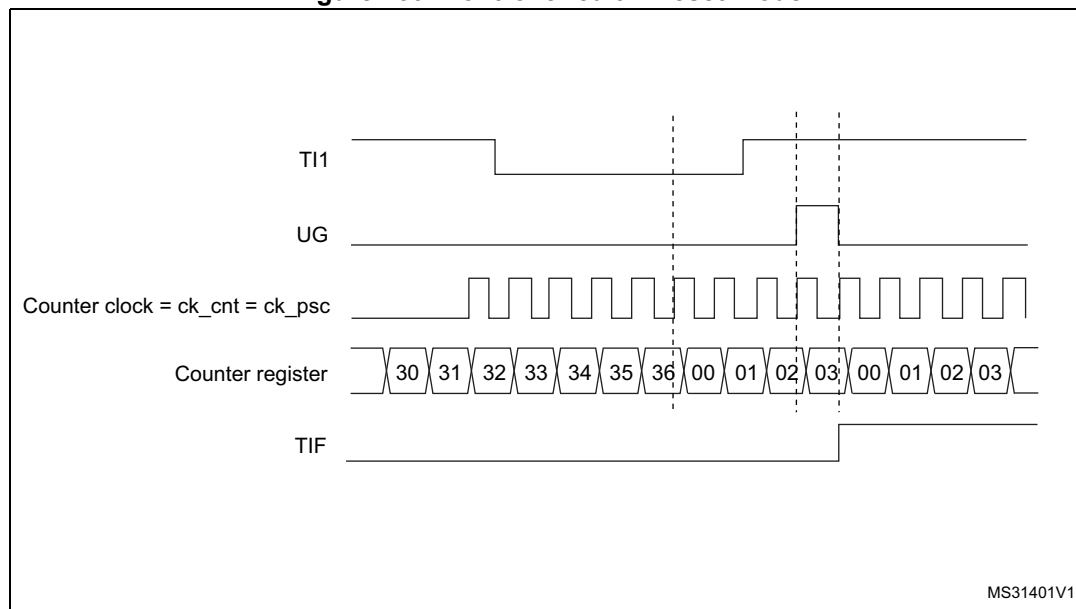 TI1
UG
Counter clock = ck_cnt = ck_psc
Counter register 30 31 32 33 34 35 36 00 01 02 03 00 01 02 03
TIF
MS31401V1